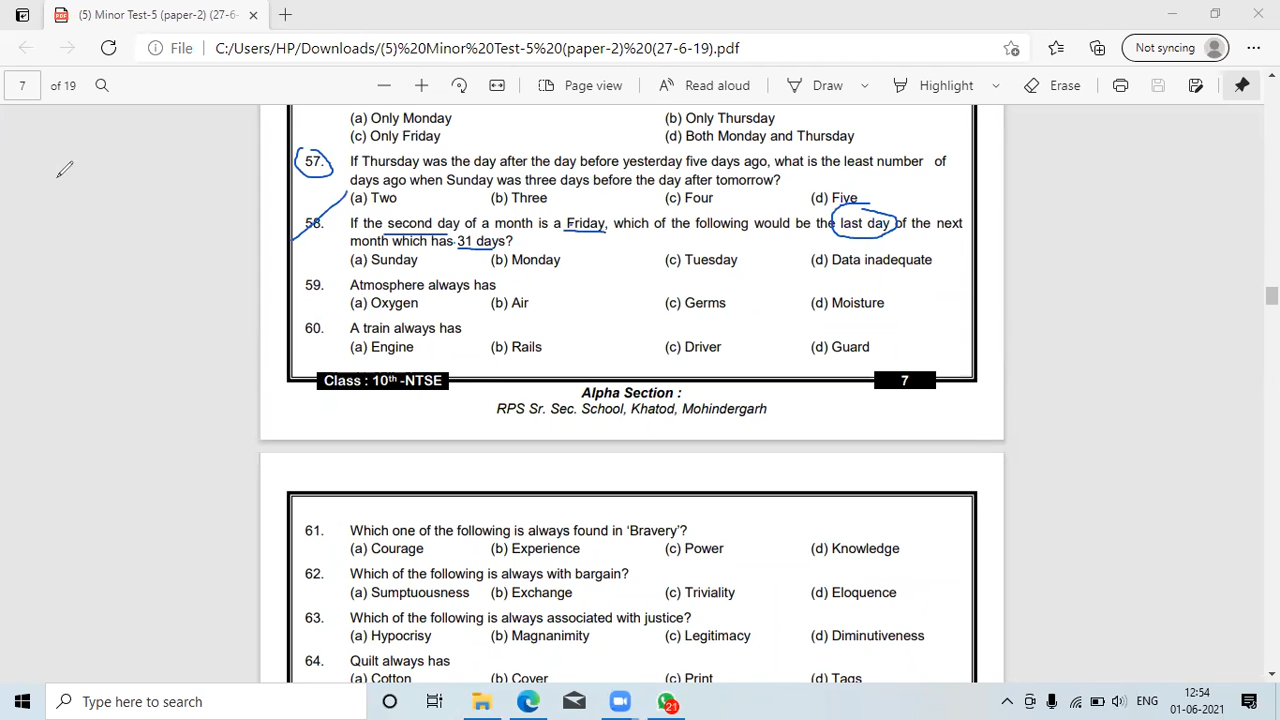 (5) Minor Test-5 (paper-2) (27-6-
File
C:/Users/HP/Downloads/(5)%20Minor%20Test-5%20(paper-2)%20(27-6-19).pdf
Not syncing
7 of 19
Page view
Read aloud
Draw
Highlight
Erase
(a) Only Monday (b) Only Thursday
(c) Only Friday (d) Both Monday and Thursday
57. If Thursday was the day after the day before yesterday five days ago, what is the least number of
days ago when Sunday was three days before the day after tomorrow?
(a) Two (b) Three (c) Four (d) Five
58. If the second day of a month is a Friday, which of the following would be the last day of the next
month which has 31 days?
(a) Sunday (b) Monday (c) Tuesday (d) Data inadequate
59. Atmosphere always has
(a) Oxygen (b) Air (c) Germs (d) Moisture
60. A train always has
(a) Engine (b) Rails (c) Driver (d) Guard
Class : 10th -NTSE 7
Alpha Section :
RPS Sr. Sec. School, Khatod, Mohindergarh
61. Which one of the following is always found in ‘Bravery’?
(a) Courage (b) Experience (c) Power (d) Knowledge
62. Which of the following is always with bargain?
(a) Sumptuousness (b) Exchange (c) Triviality (d) Eloquence
63. Which of the following is always associated with justice?
(a) Hypocrisy (b) Magnanimity (c) Legitimacy (d) Diminutiveness
64. Quilt always has
(a) Cotton (b) Cover (c) Print (d) Tags
Type here to search
21
ENG
12:54
01-06-2021